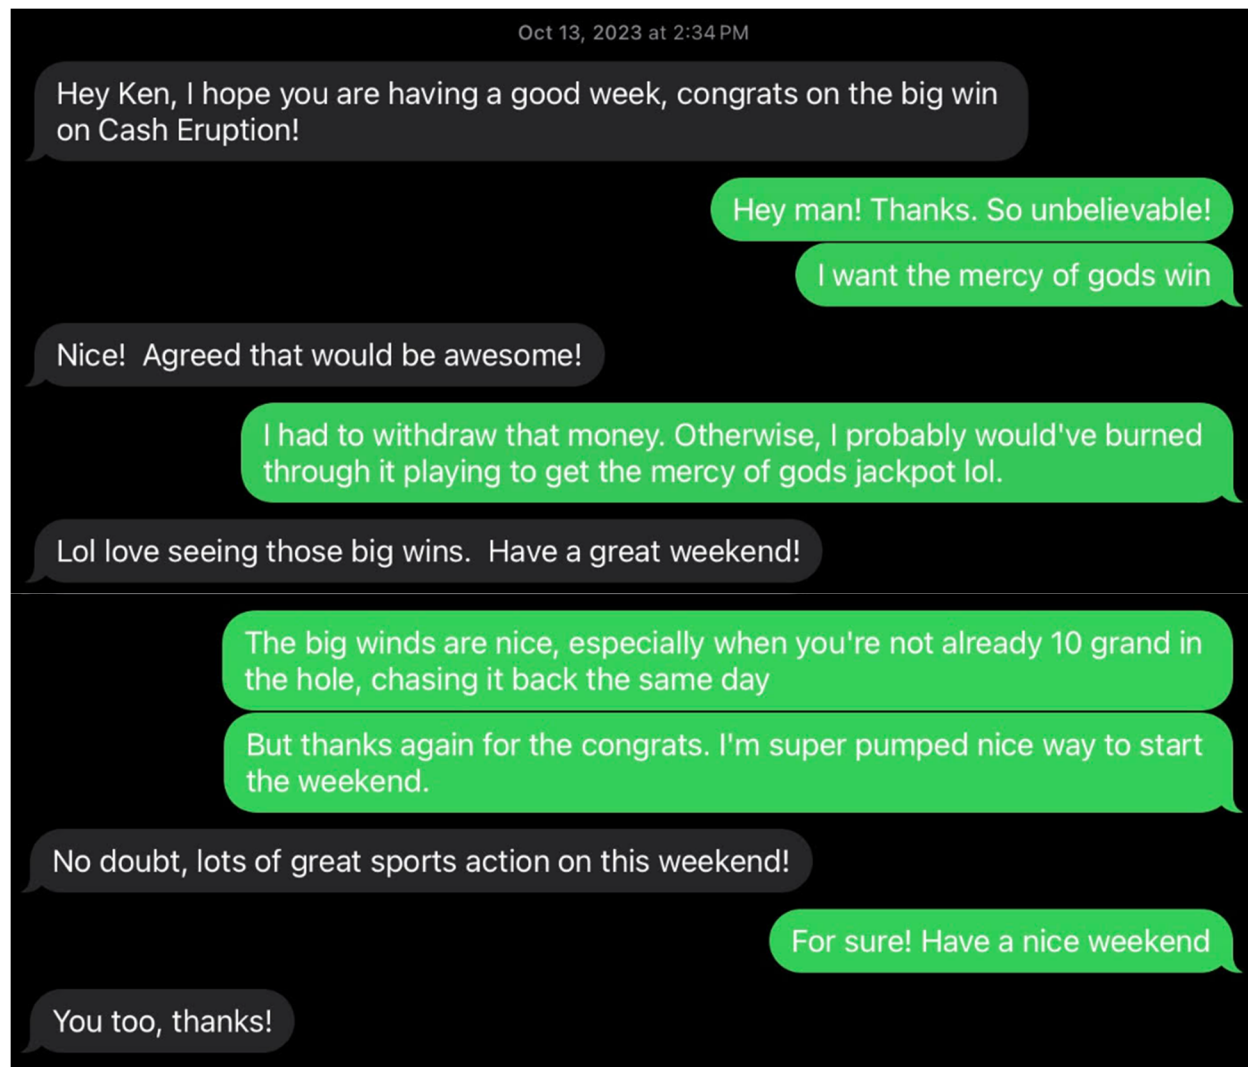 Oct 13, 2023 at 2:34 PM
Hey Ken, I hope you are having a good week, congrats on the big win
on Cash Eruption!
Hey man! Thanks. So unbelievable!
I want the mercy of gods win
Nice!  Agreed that would be awesome!
I had to withdraw that money. Otherwise, I probably would've burned
through it playing to get the mercy of gods jackpot lol.
Lol love seeing those big wins.  Have a great weekend!
The big winds are nice, especially when you're not already 10 grand in
the hole, chasing it back the same day
But thanks again for the congrats. I'm super pumped nice way to start
the weekend.
No doubt, lots of great sports action on this weekend!
For sure! Have a nice weekend
You too, thanks!